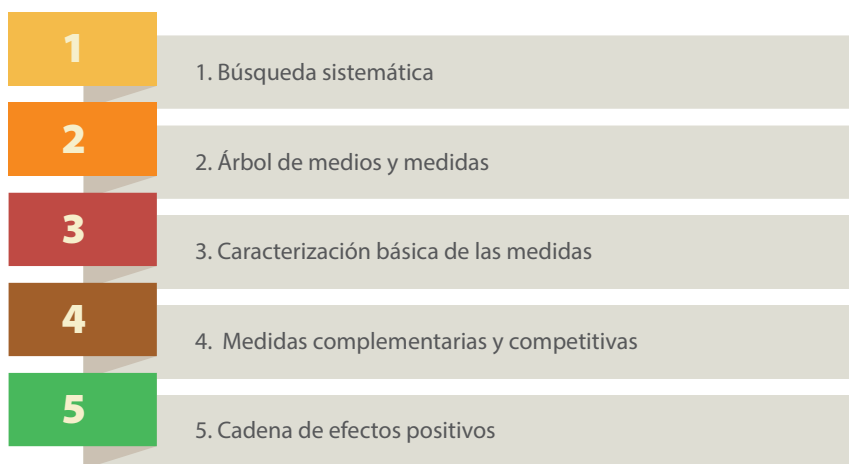 1
1. Búsqueda sistemática
2
2. Árbol de medios y medidas
3
3. Caracterización básica de las medidas
4
4. Medidas complementarias y competitivas
5
5. Cadena de efectos positivos